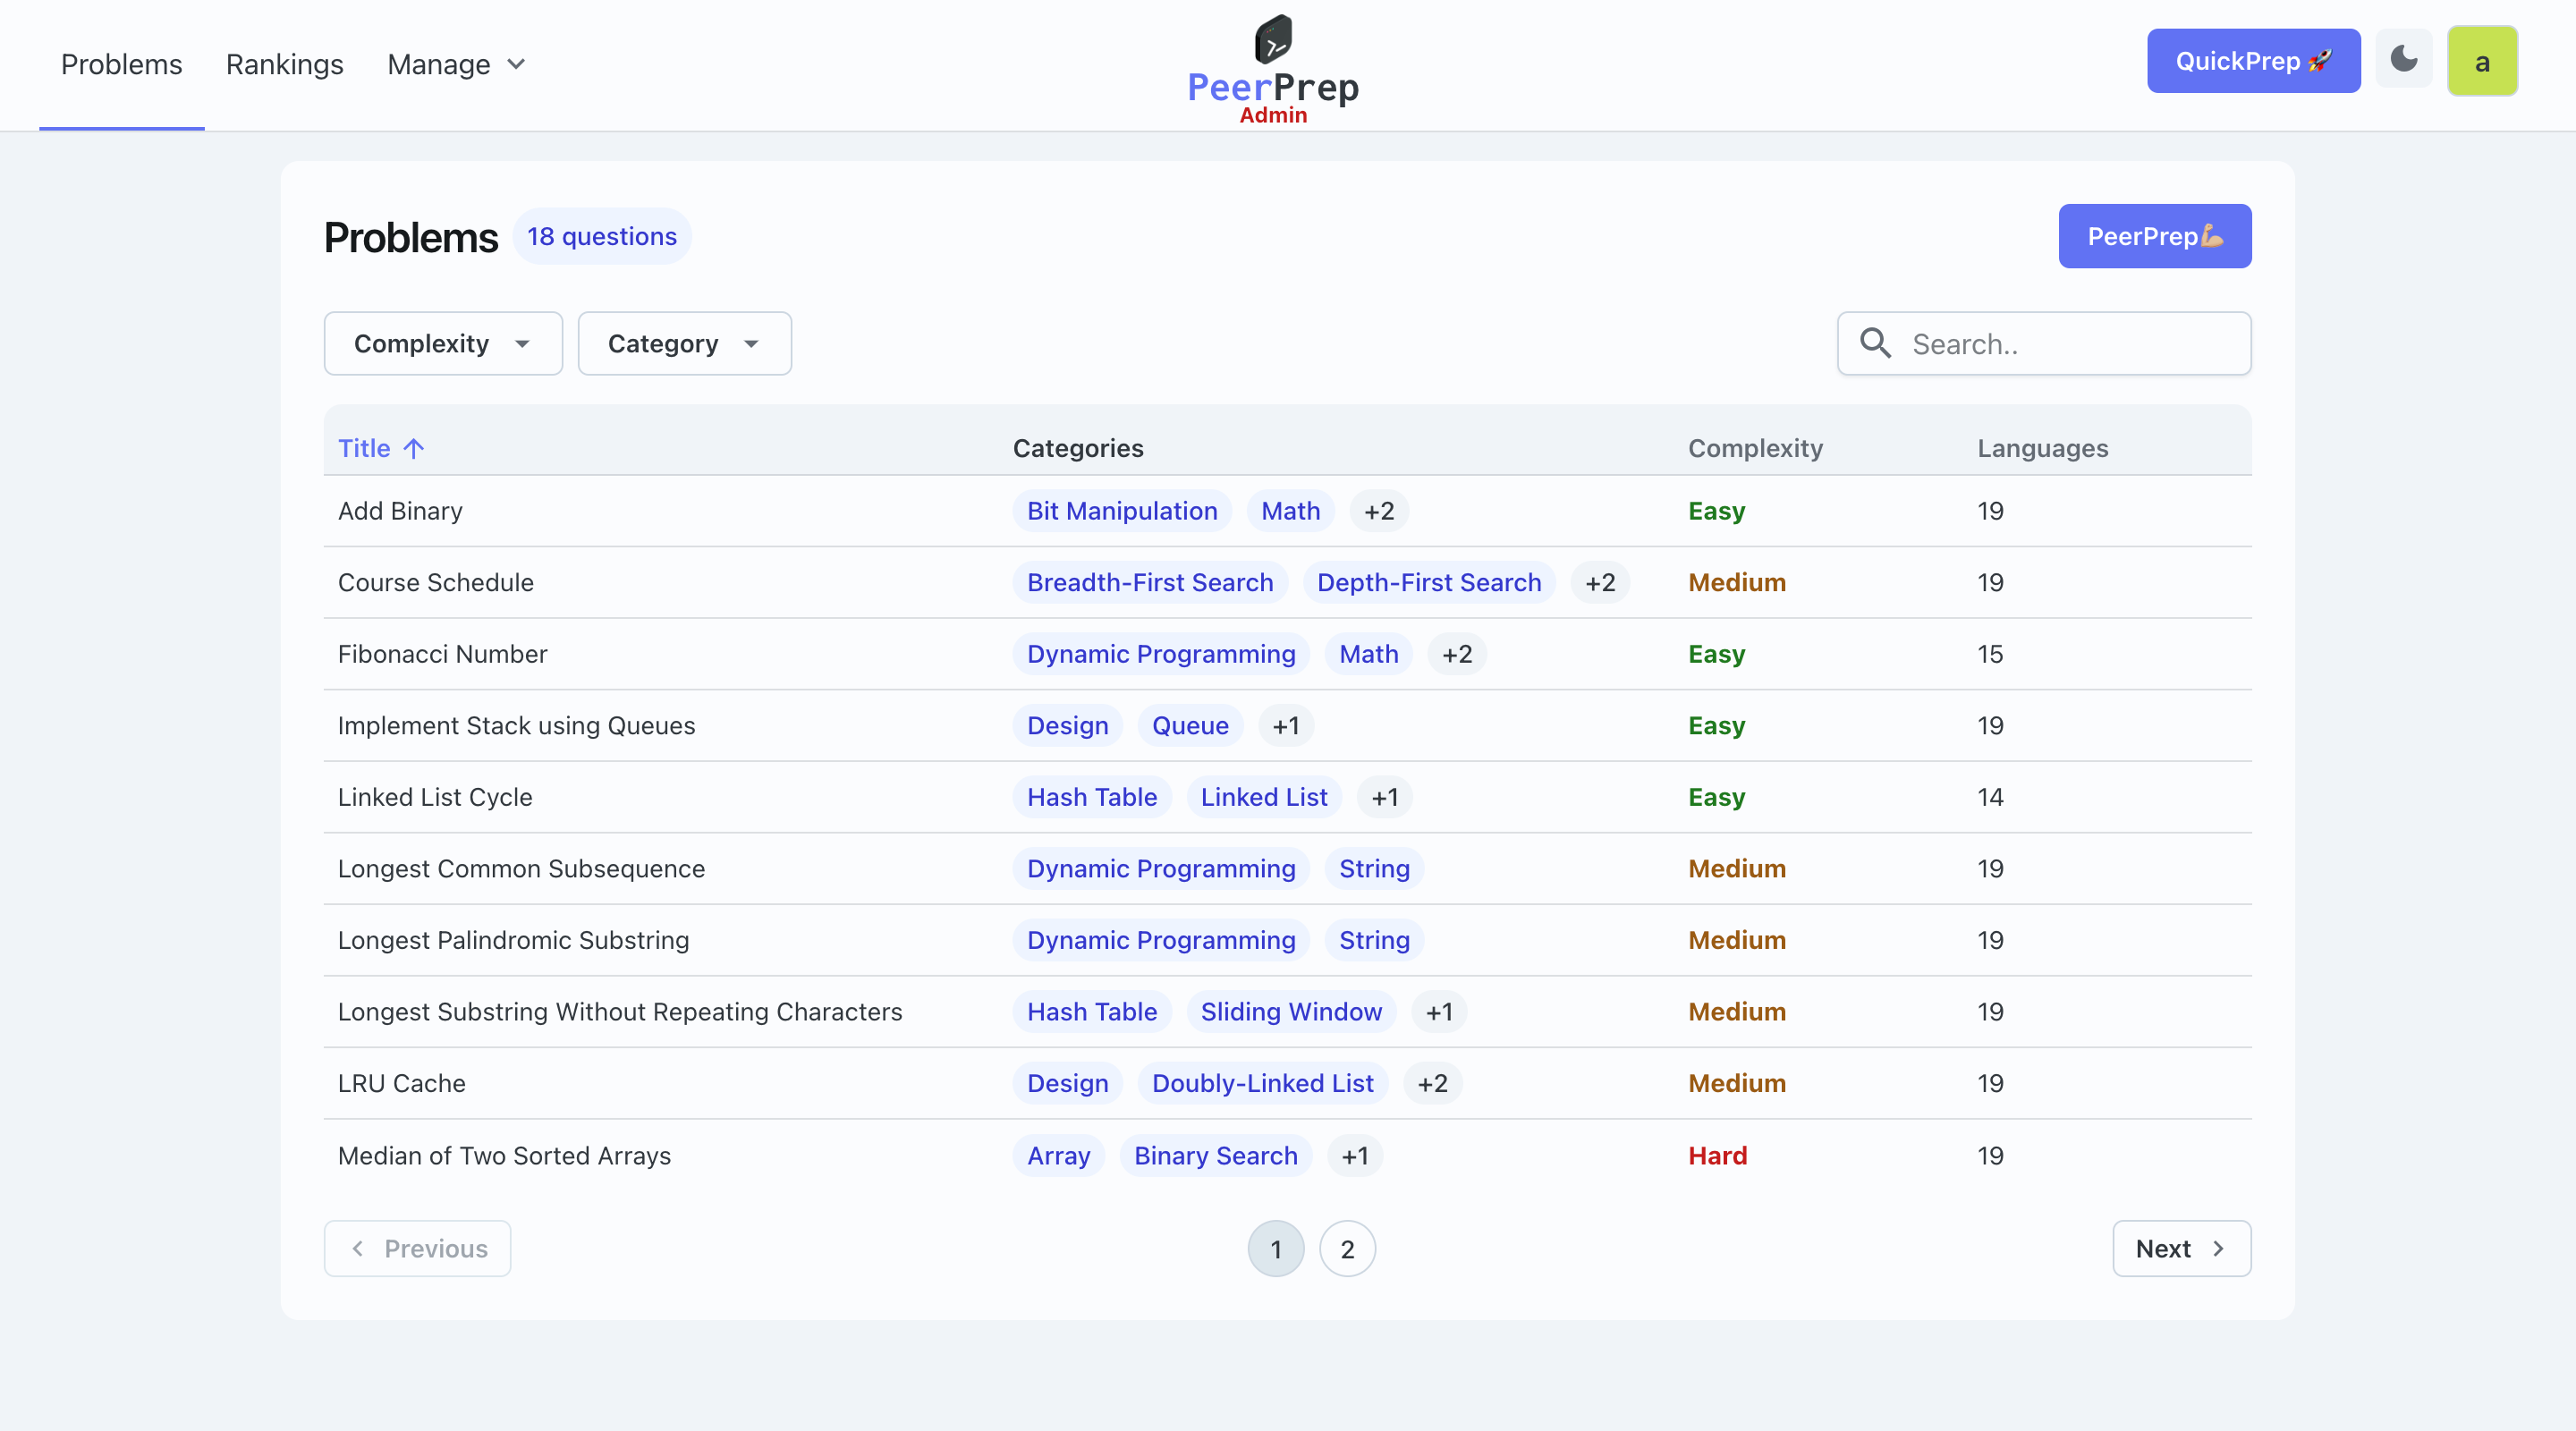 Problems Rankings Manage
PeerPrep
Admin
QuickPrep 🚀 a
Problems 18 questions PeerPrep💪🏼
Complexity Category Search..
Title ↑ Categories Complexity Languages
Add Binary Bit Manipulation Math +2 Easy 19
Course Schedule Breadth-First Search Depth-First Search +2 Medium 19
Fibonacci Number Dynamic Programming Math +2 Easy 15
Implement Stack using Queues Design Queue +1 Easy 19
Linked List Cycle Hash Table Linked List +1 Easy 14
Longest Common Subsequence Dynamic Programming String Medium 19
Longest Palindromic Substring Dynamic Programming String Medium 19
Longest Substring Without Repeating Characters Hash Table Sliding Window +1 Medium 19
LRU Cache Design Doubly-Linked List +2 Medium 19
Median of Two Sorted Arrays Array Binary Search +1 Hard 19
Previous 1 2 Next